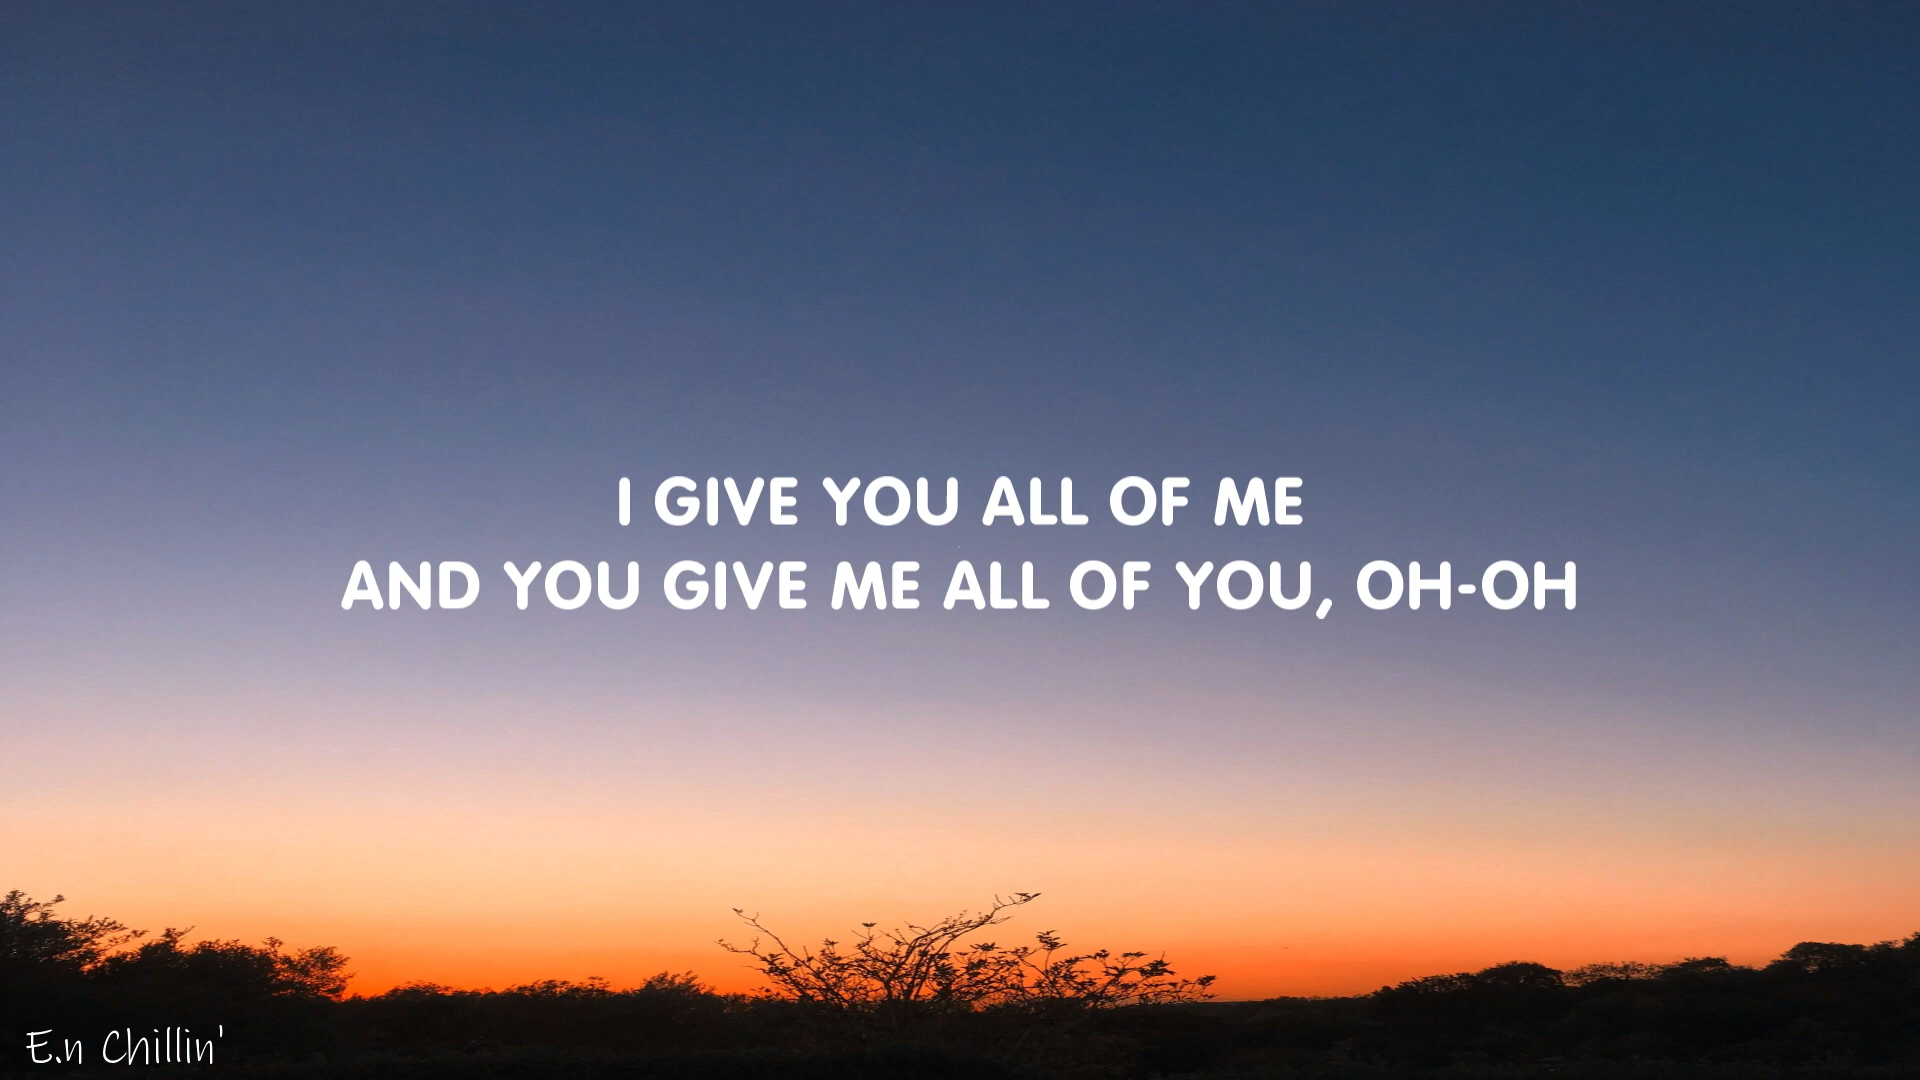 I GIVE YOU ALL OF ME
AND YOU GIVE ME ALL OF YOU, OH-OH
E.n Chillin'